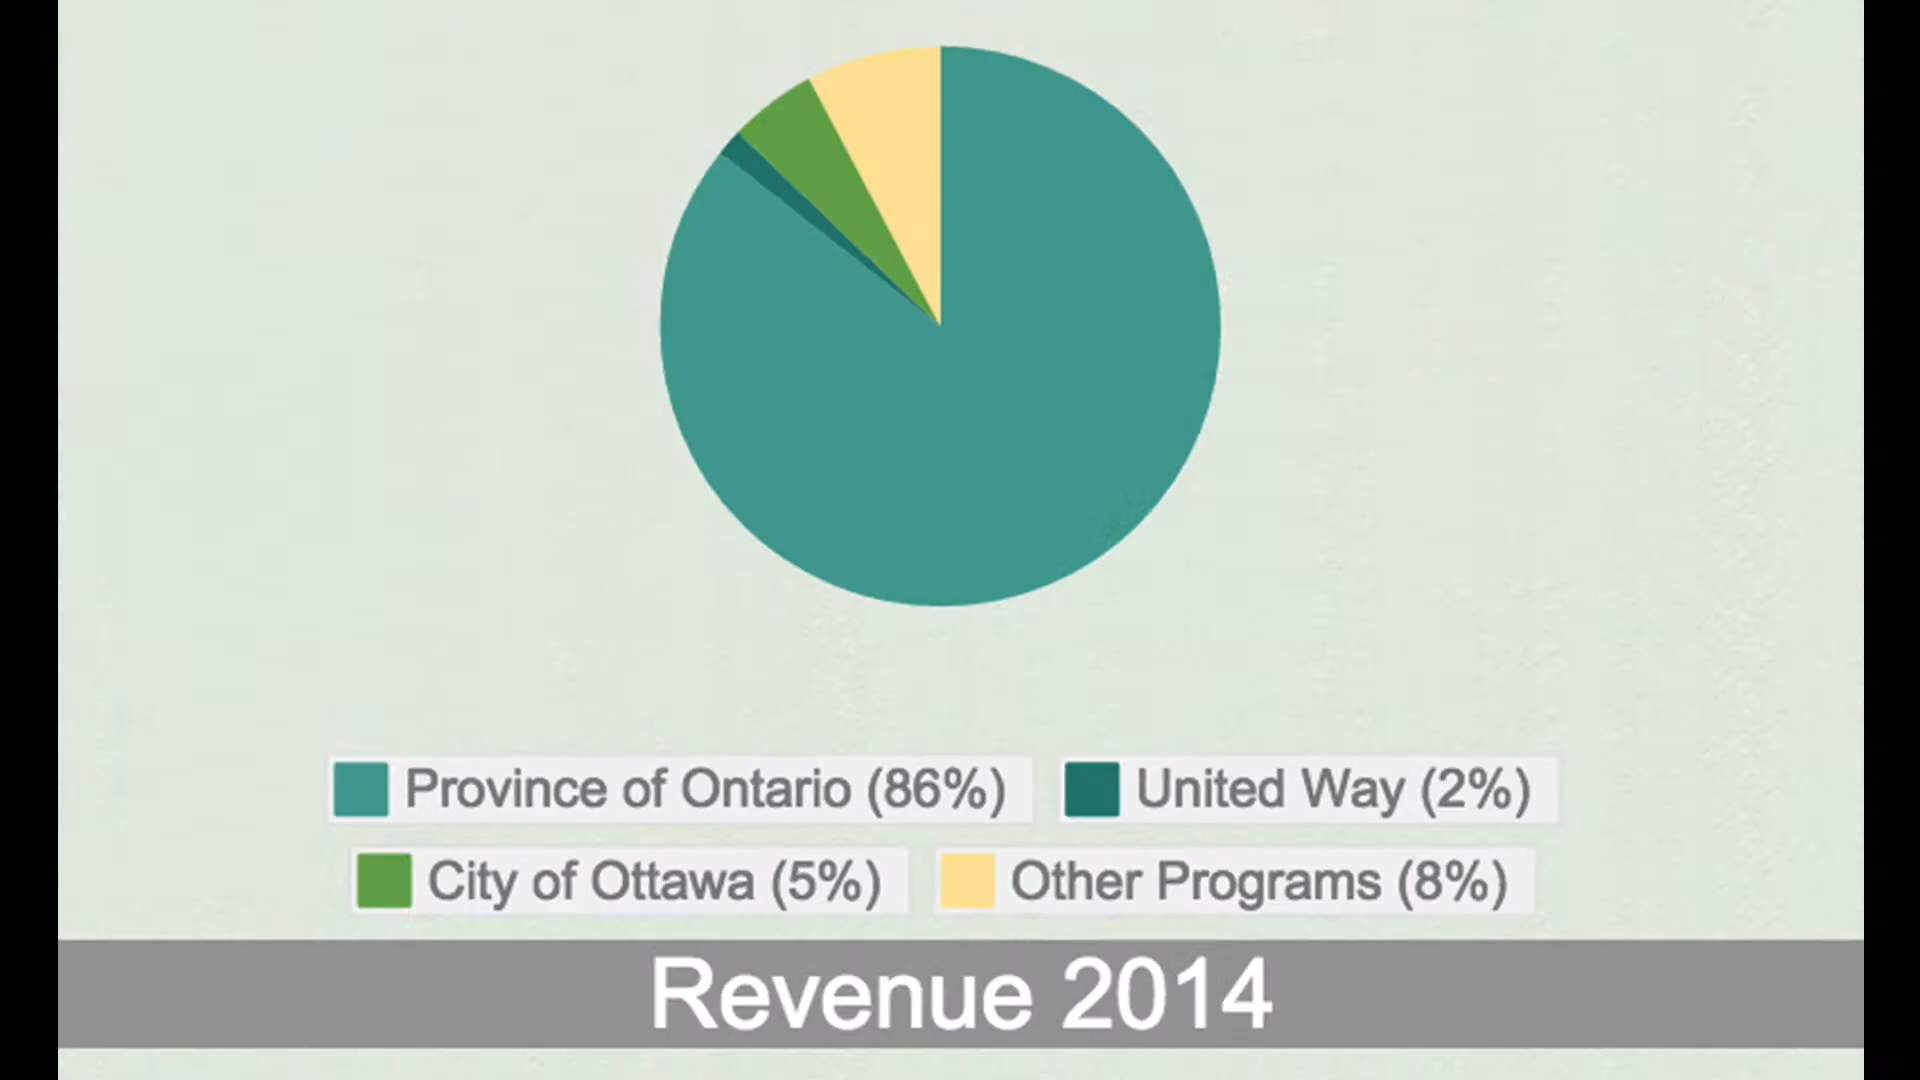 Province of Ontario (86%) United Way (2%)
City of Ottawa (5%) Other Programs (8%)
Revenue 2014